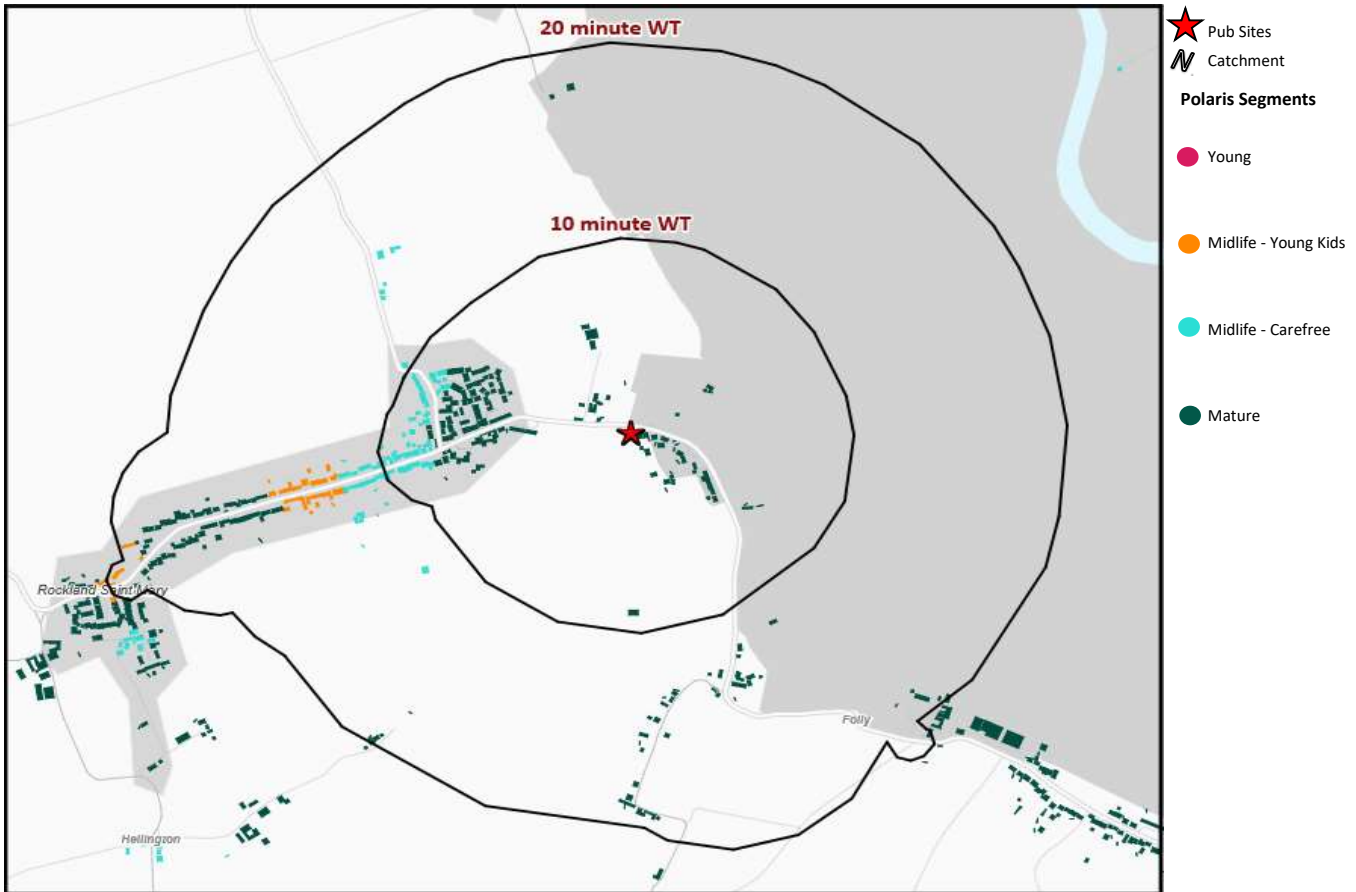 20 minute WT
10 minute WT
Rockland Saint Mary
Hellington
Folly
Pub Sites
N Catchment
Polaris Segments
Young
Midlife - Young Kids
Midlife - Carefree
Mature